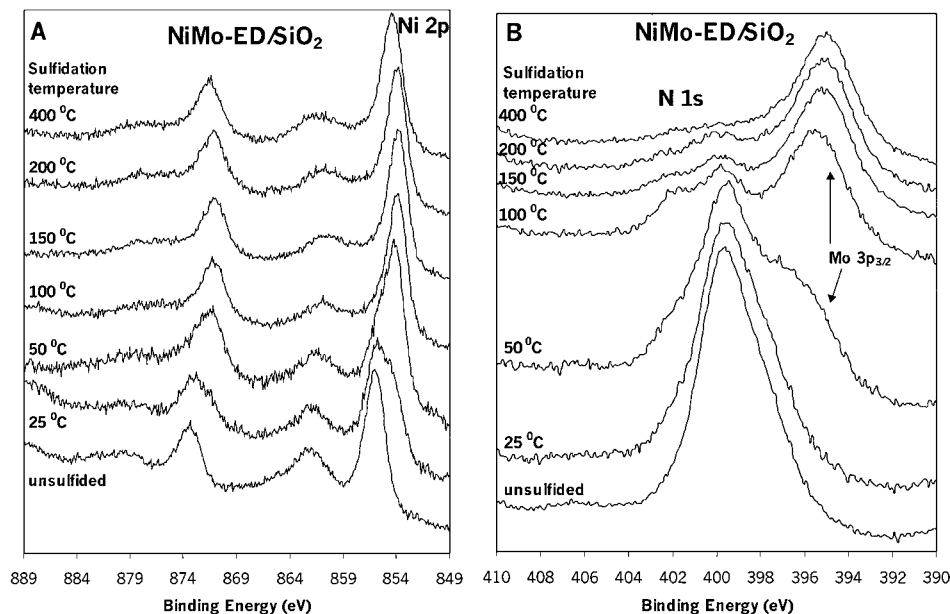 A
NiMo-ED/SiO2
Ni 2p
Sulfidation
temperature
400 °C
200 °C
150 °C
100 °C
50 °C
25 °C
unsulfided
889 884 879 874 869 864 859 854 849
Binding Energy (eV)
B
NiMo-ED/SiO2
Sulfidation
temperature
N 1s
400 °C
200 °C
150 °C
100 °C
Mo 3p3/2
50 °C
25 °C
unsulfided
410 408 406 404 402 400 398 396 394 392 390
Binding Energy (eV)